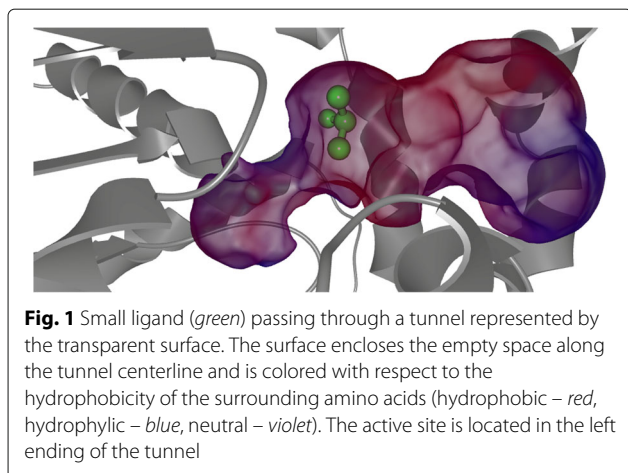 Fig. 1 Small ligand (green) passing through a tunnel represented by
the transparent surface. The surface encloses the empty space along
the tunnel centerline and is colored with respect to the
hydrophobicity of the surrounding amino acids (hydrophobic – red,
hydrophylic – blue, neutral – violet). The active site is located in the left
ending of the tunnel